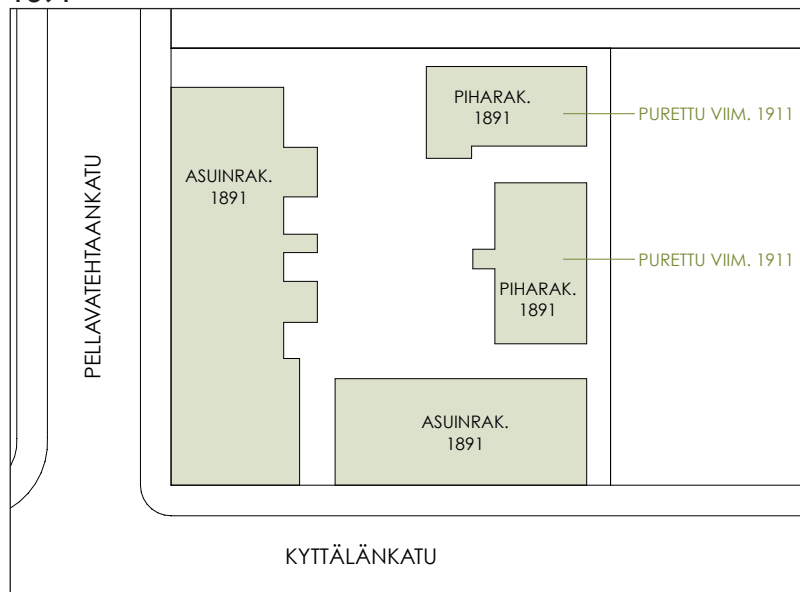 PIHARAK.
1891
PURETTU VIIM. 1911
ASUINRAK.
1891
PELLAVATEHTAANKATU
PURETTU VIIM. 1911
PIHARAK.
1891
ASUINRAK.
1891
KYTTÄLÄNKATU